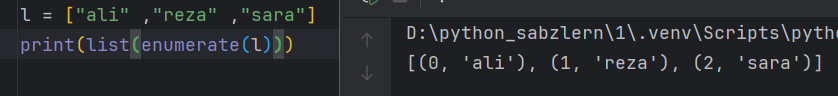 l = ["ali" ,"reza" ,"sara"]
print(list(enumerate(l)))
D:\python_sabzlern\1\.venv\Scripts\pytho
[(0, 'ali'), (1, 'reza'), (2, 'sara')]